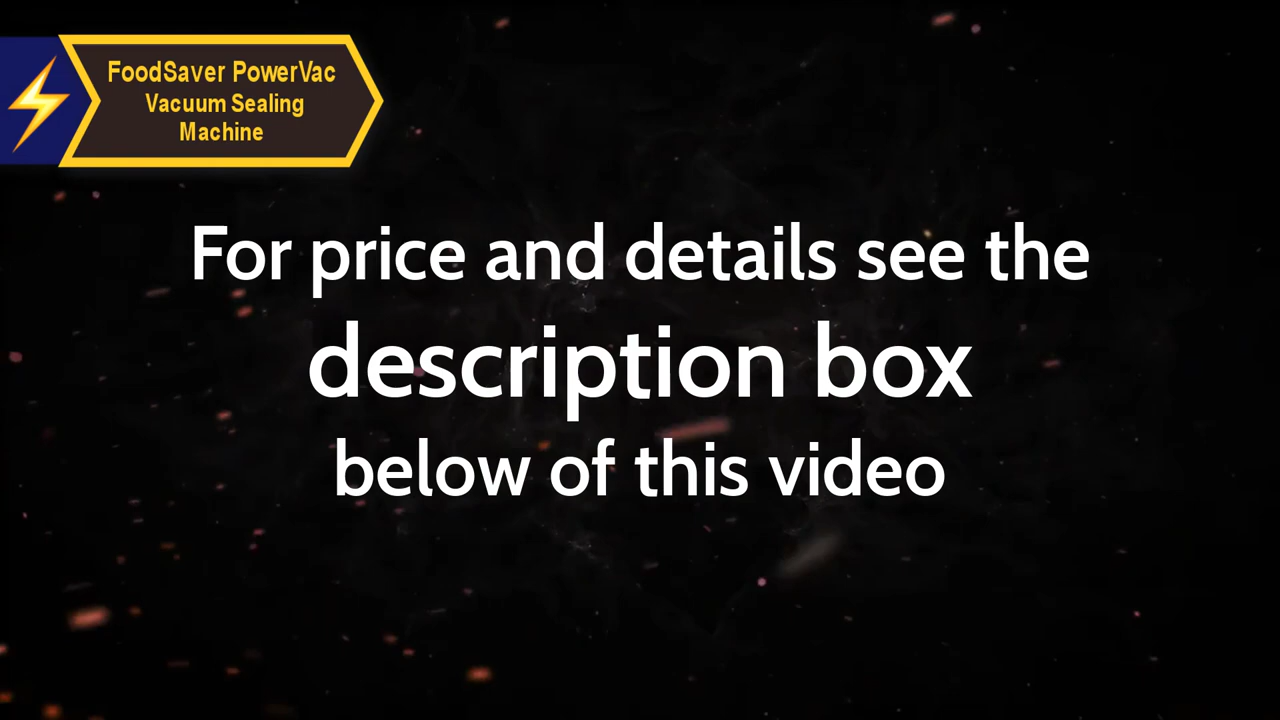 FoodSaver PowerVac
Vacuum Sealing
Machine
For price and details see the
description box
below of this video